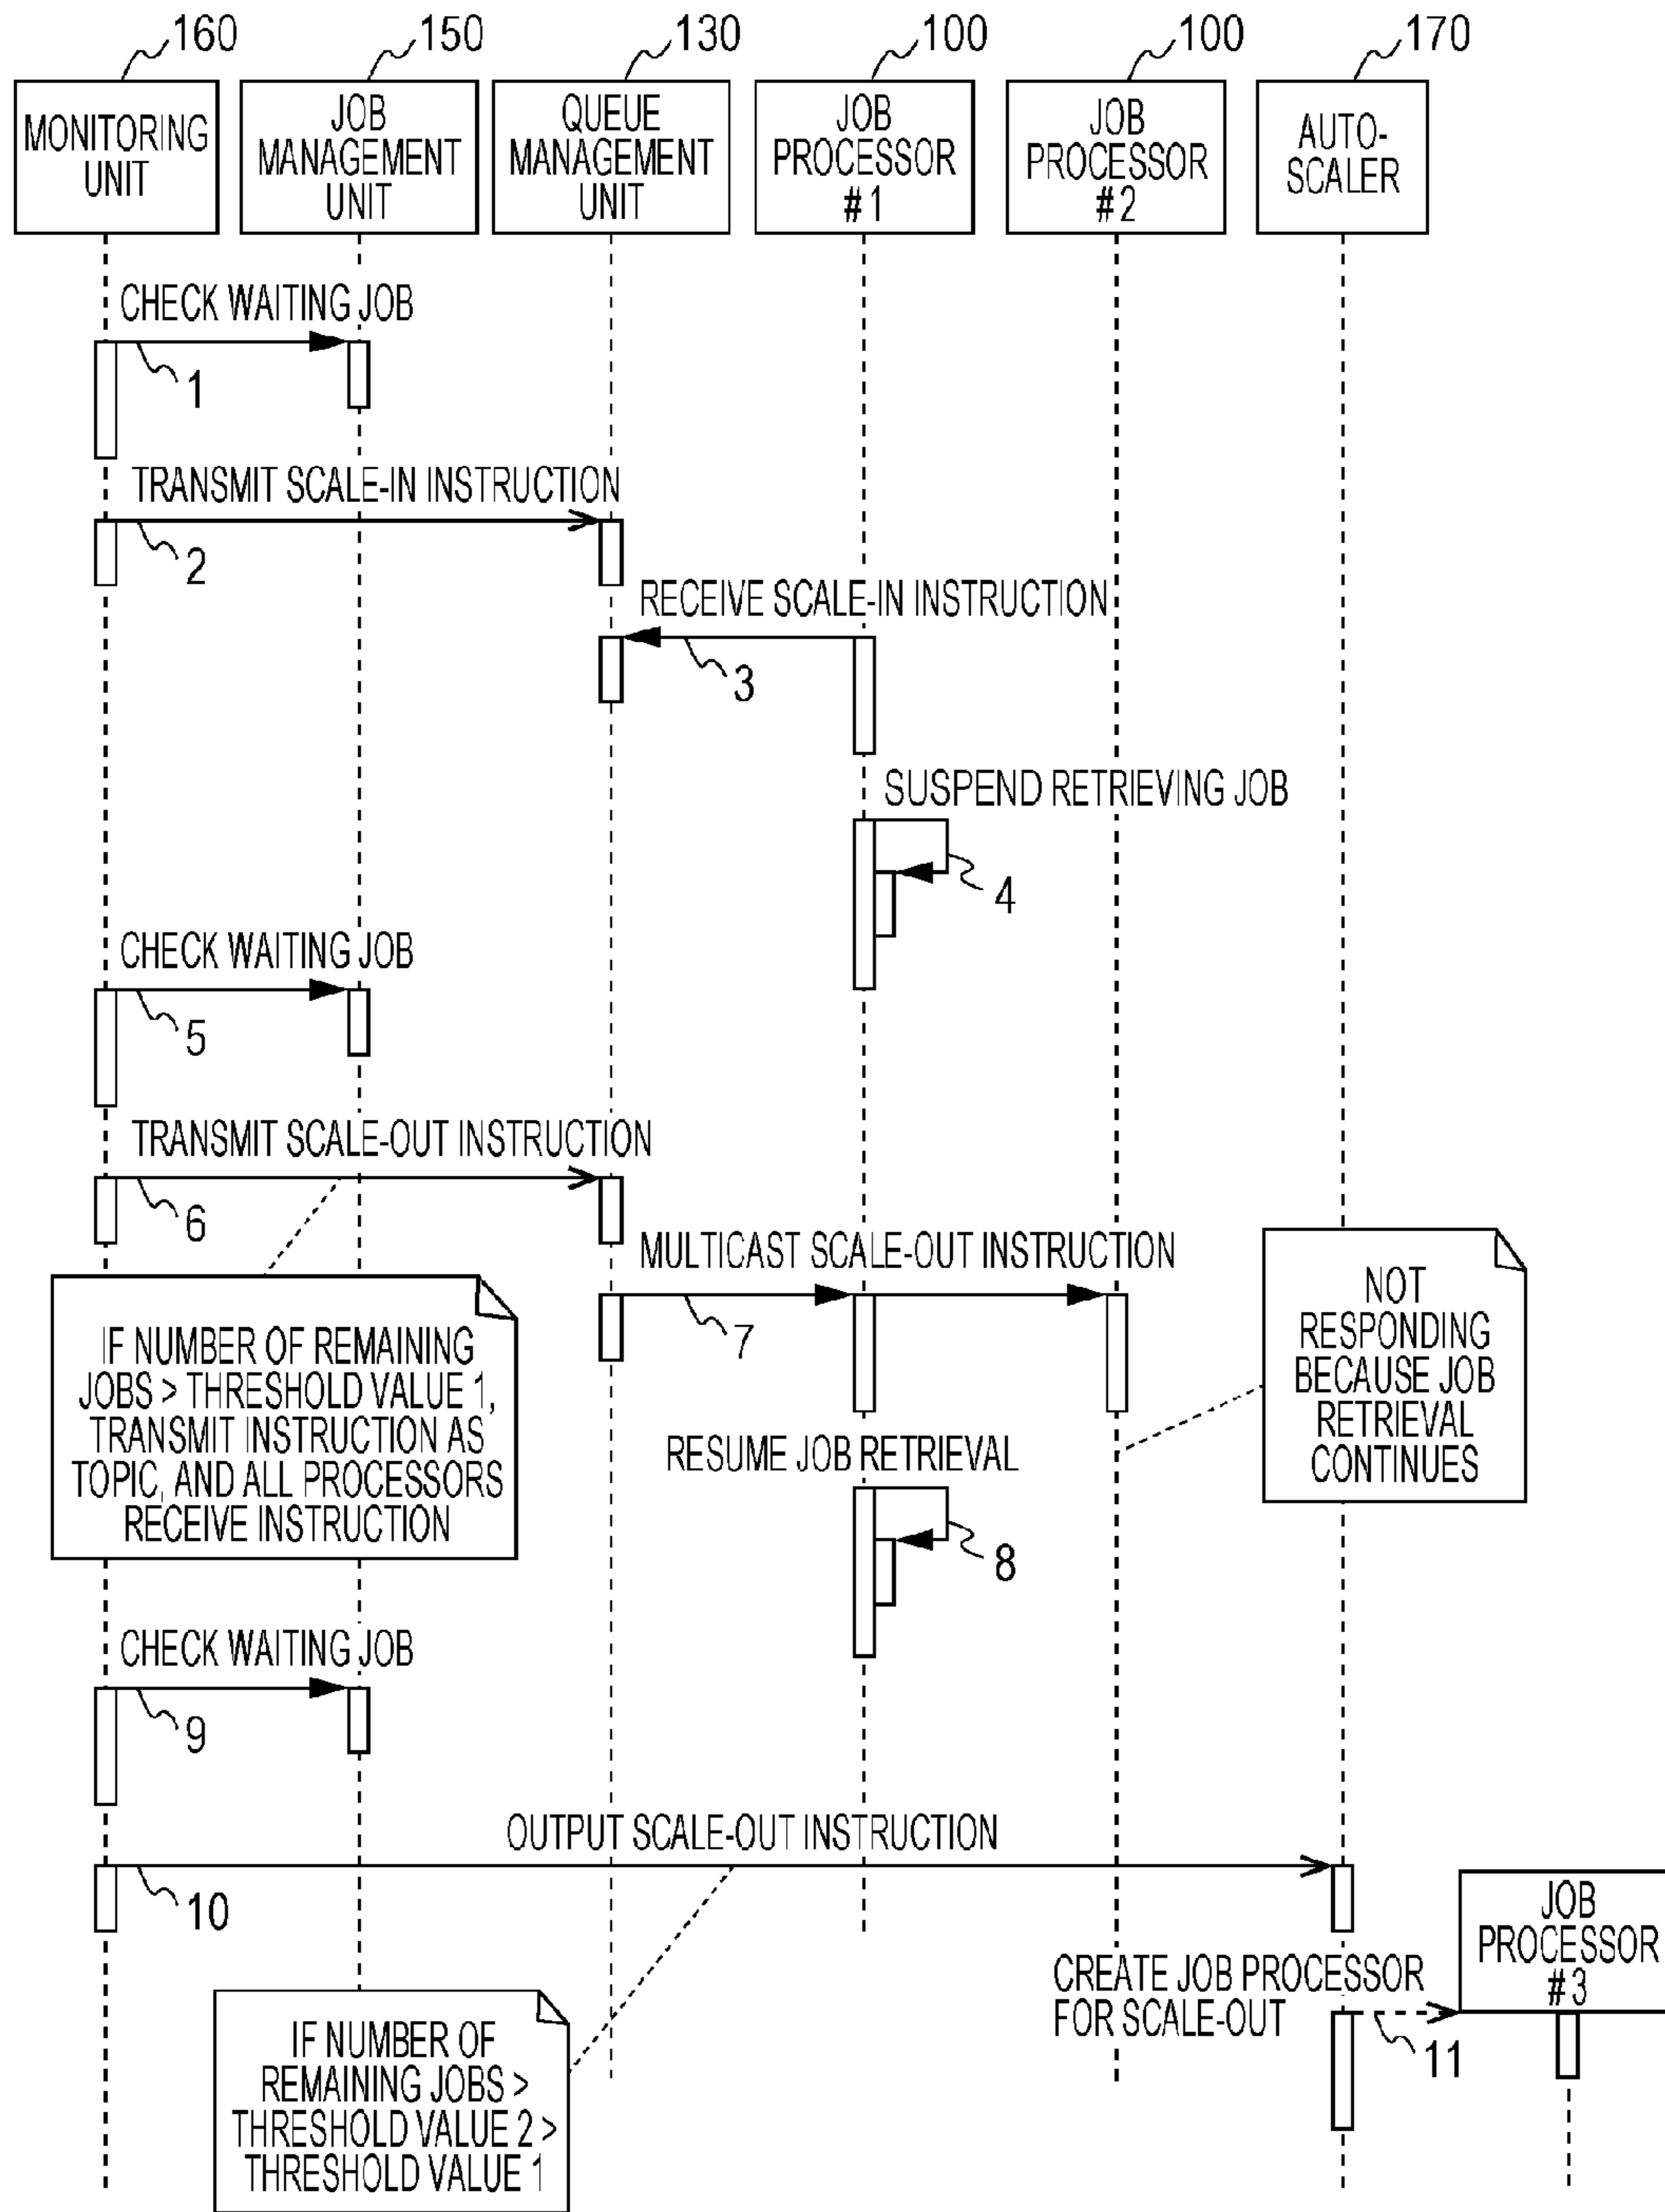 160
150
130
100
100
170
MONITORING
UNIT
JOB
MANAGEMENT
UNIT
QUEUE
MANAGEMENT
UNIT
JOB
PROCESSOR
#1
JOB
PROCESSOR
#2
AUTO-
SCALER
CHECK WAITING JOB
1
TRANSMIT SCALE-IN INSTRUCTION
2
RECEIVE SCALE-IN INSTRUCTION
3
SUSPEND RETRIEVING JOB
4
CHECK WAITING JOB
5
TRANSMIT SCALE-OUT INSTRUCTION
6
MULTICAST SCALE-OUT INSTRUCTION
7
IF NUMBER OF REMAINING
JOBS > THRESHOLD VALUE 1,
TRANSMIT INSTRUCTION AS
TOPIC, AND ALL PROCESSORS
RECEIVE INSTRUCTION
NOT
RESPONDING
BECAUSE JOB
RETRIEVAL
CONTINUES
RESUME JOB RETRIEVAL
8
CHECK WAITING JOB
9
OUTPUT SCALE-OUT INSTRUCTION
10
JOB
PROCESSOR
#3
CREATE JOB PROCESSOR
FOR SCALE-OUT
11
IF NUMBER OF
REMAINING JOBS >
THRESHOLD VALUE 2 >
THRESHOLD VALUE 1